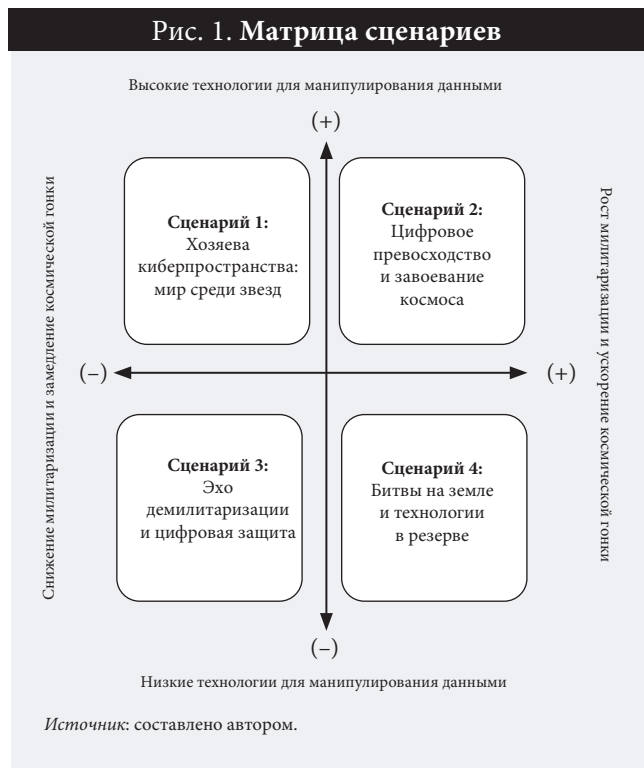 Рис. 1. Матрица сценариев
Высокие технологии для манипулирования данными
(+)
Снижение милитаризации и замедление космической гонки
Рост милитаризации и ускорение космической гонки
Сценарий 1:
Хозяева
киберпространства:
мир среди звезд
Сценарий 2:
Цифровое
превосходство
и завоевание
космоса
(–)
(+)
Сценарий 3:
Эхо
демилитаризации
и цифровая защита
Сценарий 4:
Битвы на земле
и технологии
в резерве
(–)
Низкие технологии для манипулирования данными
Источник: составлено автором.